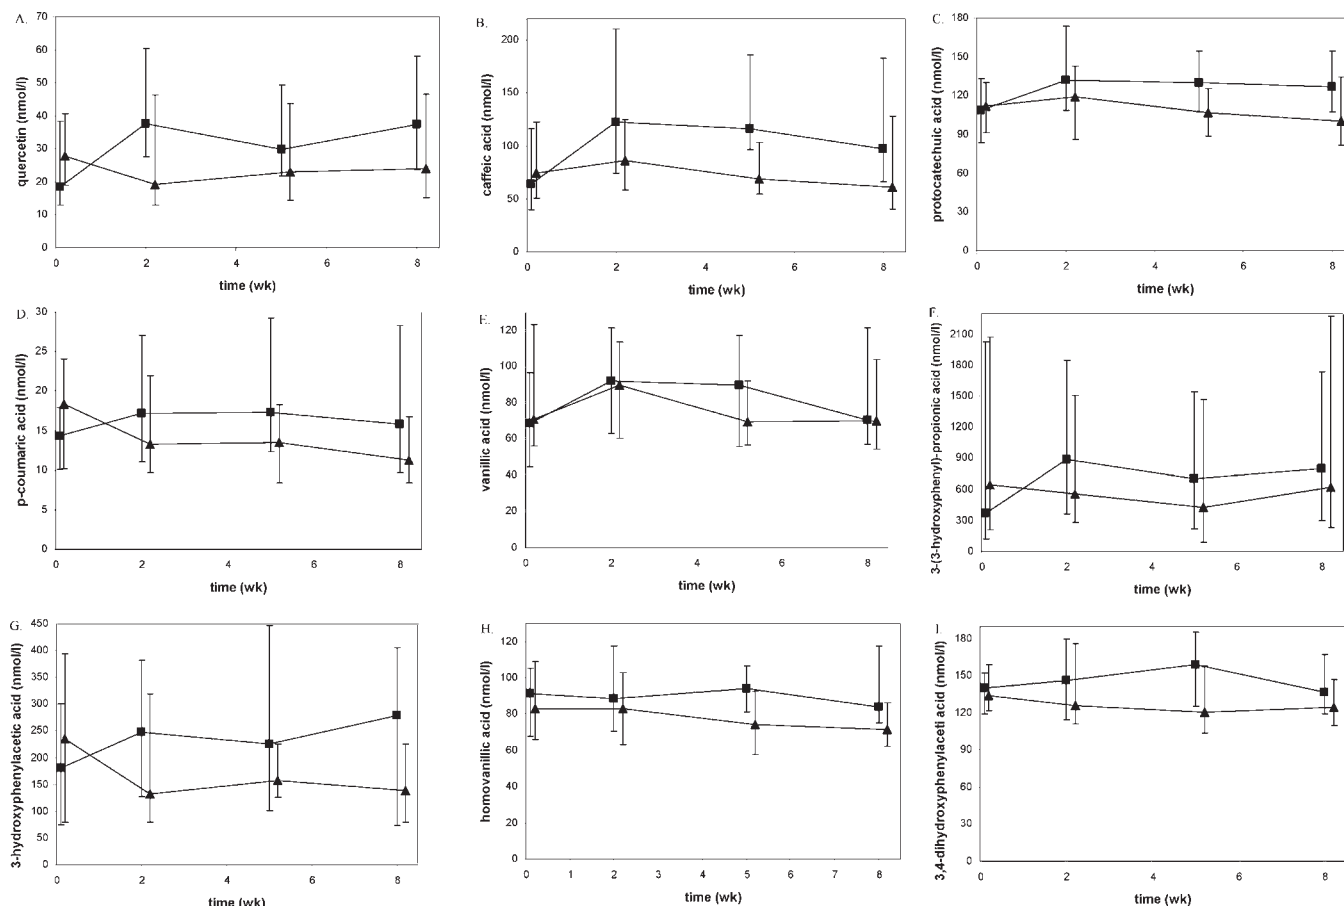 A.
quercetin (nmol/l)
70
60
50
40
30
20
10
0
0 2 4 6 8
time (wk)
B.
caffeic acid (nmol/l)
200
150
100
50
0
0 2 4 6 8
time (wk)
C.
protocatechuic acid (nmol/l)
180
150
120
90
60
30
0
0 2 4 6 8
time (wk)
D.
p-coumaric acid (nmol/l)
30
25
20
15
10
5
0
0 2 4 6 8
time (wk)
E.
vanillic acid (nmol/l)
120
100
80
60
40
20
0
0 2 4 6 8
time (wk)
F.
3-(3-hydroxyphenyl)-propionic acid (nmol/l)
2100
1800
1500
1200
900
600
300
0
0 2 4 6 8
time (wk)
G.
3-hydroxyphenylacetic acid (nmol/l)
450
400
350
300
250
200
150
100
50
0
0 2 4 6 8
time (wk)
H.
homovanillic acid (nmol/l)
120
100
80
60
40
20
0
0 1 2 3 4 5 6 7 8
time (wk)
I.
3,4-dihydroxyphenylaceti acid (nmol/l)
180
150
120
90
60
30
0
0 2 4 6 8
time (wk)